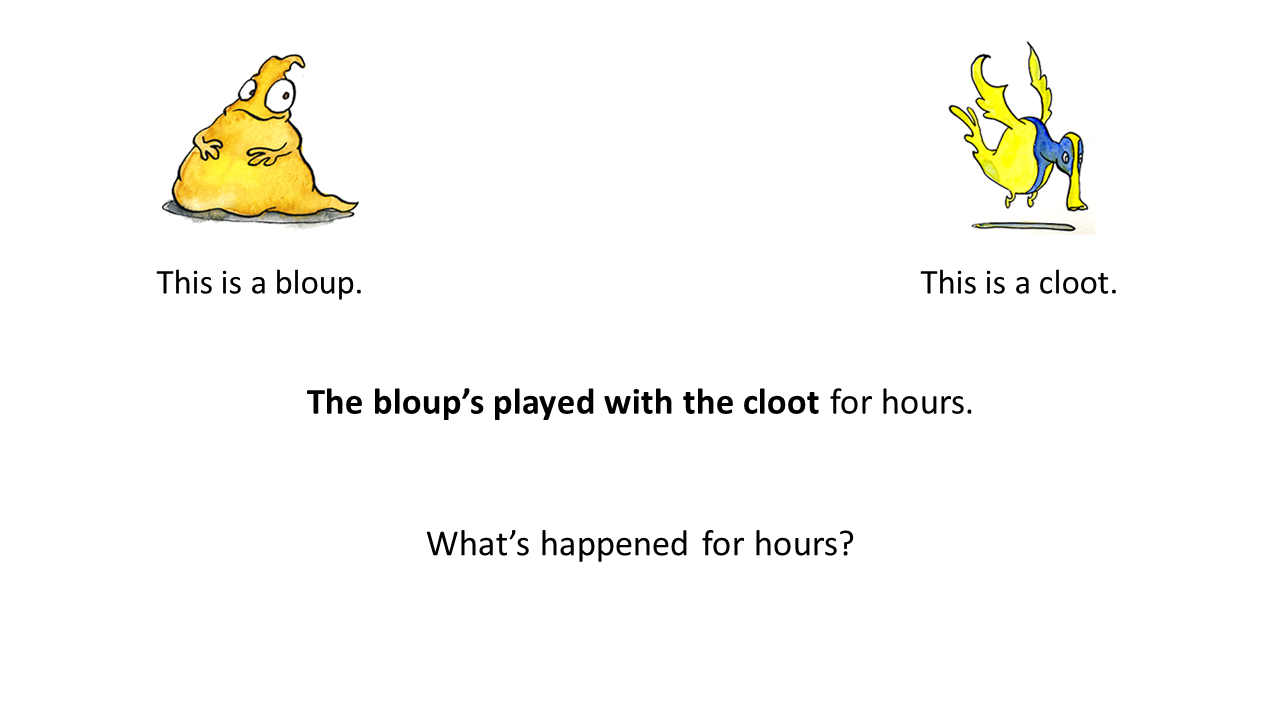 This is a bloup.
This is a cloot.
The bloup’s played with the cloot for hours.
What’s happened for hours?